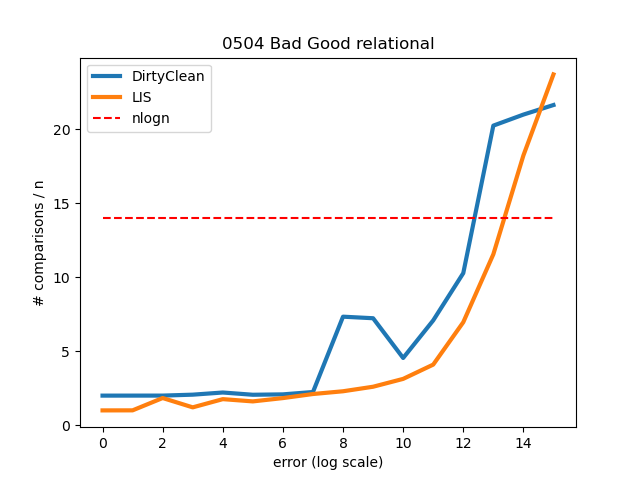 0504 Bad Good relational
DirtyClean
LIS
nlogn
# comparisons / n
20
15
10
5
0
0 2 4 6 8 10 12 14
error (log scale)